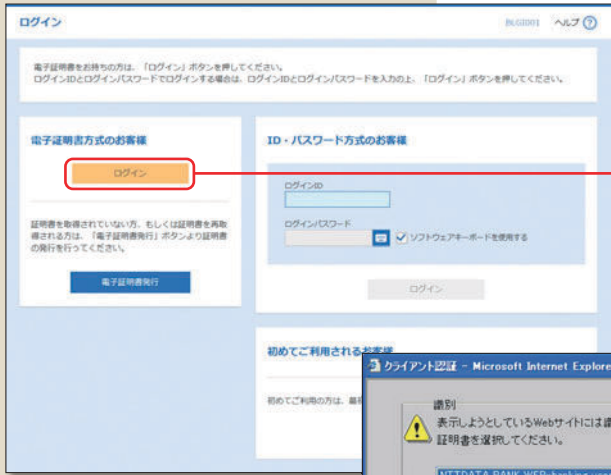 ログイン
BLGI001 ヘルプ ?
電子証明書をお持ちの方は、「ログイン」ボタンを押してください。
ログインIDとログインパスワードでログインする場合は、ログインIDとログインパスワードを入力の上、「ログイン」ボタンを押してください。
電子証明書方式のお客様
ログイン
証明書を取得されていない方、もしくは証明書を再取
得される方は、「電子証明書発行」ボタンより証明書
の発行を行ってください。
電子証明書発行
ID・パスワード方式のお客様
ログインID
ログインパスワード
ソフトウェアキーボードを使用する
ログイン
初めてご利用されるお客様
初めてご利用の方は、
クライアント認証 - Microsoft Internet Explore
識別
表示しようとしているWebサイトには
証明書を選択してください。